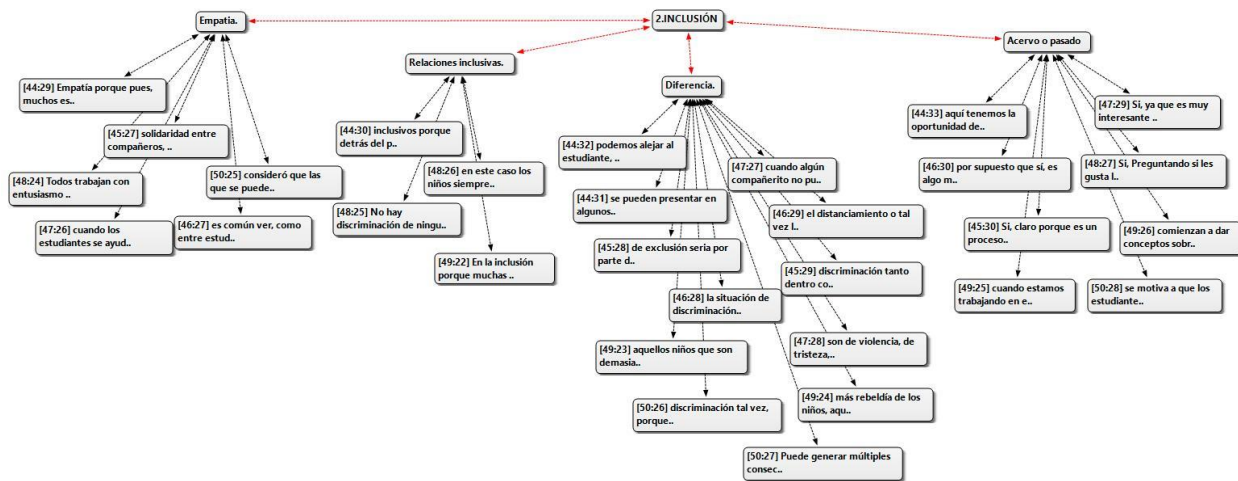 Empatia.
2.INCLUSIÓN
Acervo o pasado
Relaciones inclusivas.
Diferencia.
[44:29] Empatía porque pues,
muchos es..
[45:27] solidaridad entre
compañeros, ..
[48:24] Todos trabajan con
entusiasmo ..
[50:25] consideró que las
que se puede..
[47:26] cuando los
estudiantes se ayud..
[46:27] es común ver, como
entre estud..
[44:30] inclusivos porque
detrás del p..
[48:26] en este caso los
niños siempre..
[48:25] No hay
discriminación de ningu..
[49:22] En la inclusión
porque muchas ..
[44:32] podemos alejar al
estudiante, ..
[47:27] cuando algún
compañerito no pu..
[44:31] se pueden presentar en
algunos..
[46:29] el distanciamiento o tal
vez l..
[45:28] de exclusión seria por
parte d..
[45:29] discriminación tanto
dentro co..
[46:28] la situación de
discriminación..
[47:28] son de violencia, de
tristeza,..
[49:23] aquellos niños que son
demasia..
[49:24] más rebeldía de los
niños, aqu..
[50:26] discriminación tal vez,
porque..
[50:27] Puede generar múltiples
consec..
[44:33] aquí tenemos la
oportunidad de..
[47:29] Si, ya que es muy
interesante ..
[46:30] por supuesto que sí, es
algo m..
[48:27] Si, Preguntando si les
gusta l..
[45:30] Si, claro porque es un
proceso..
[49:26] comienzan a dar
conceptos sobr..
[49:25] cuando estamos
trabajando en e..
[50:28] se motiva a que los
estudiante..